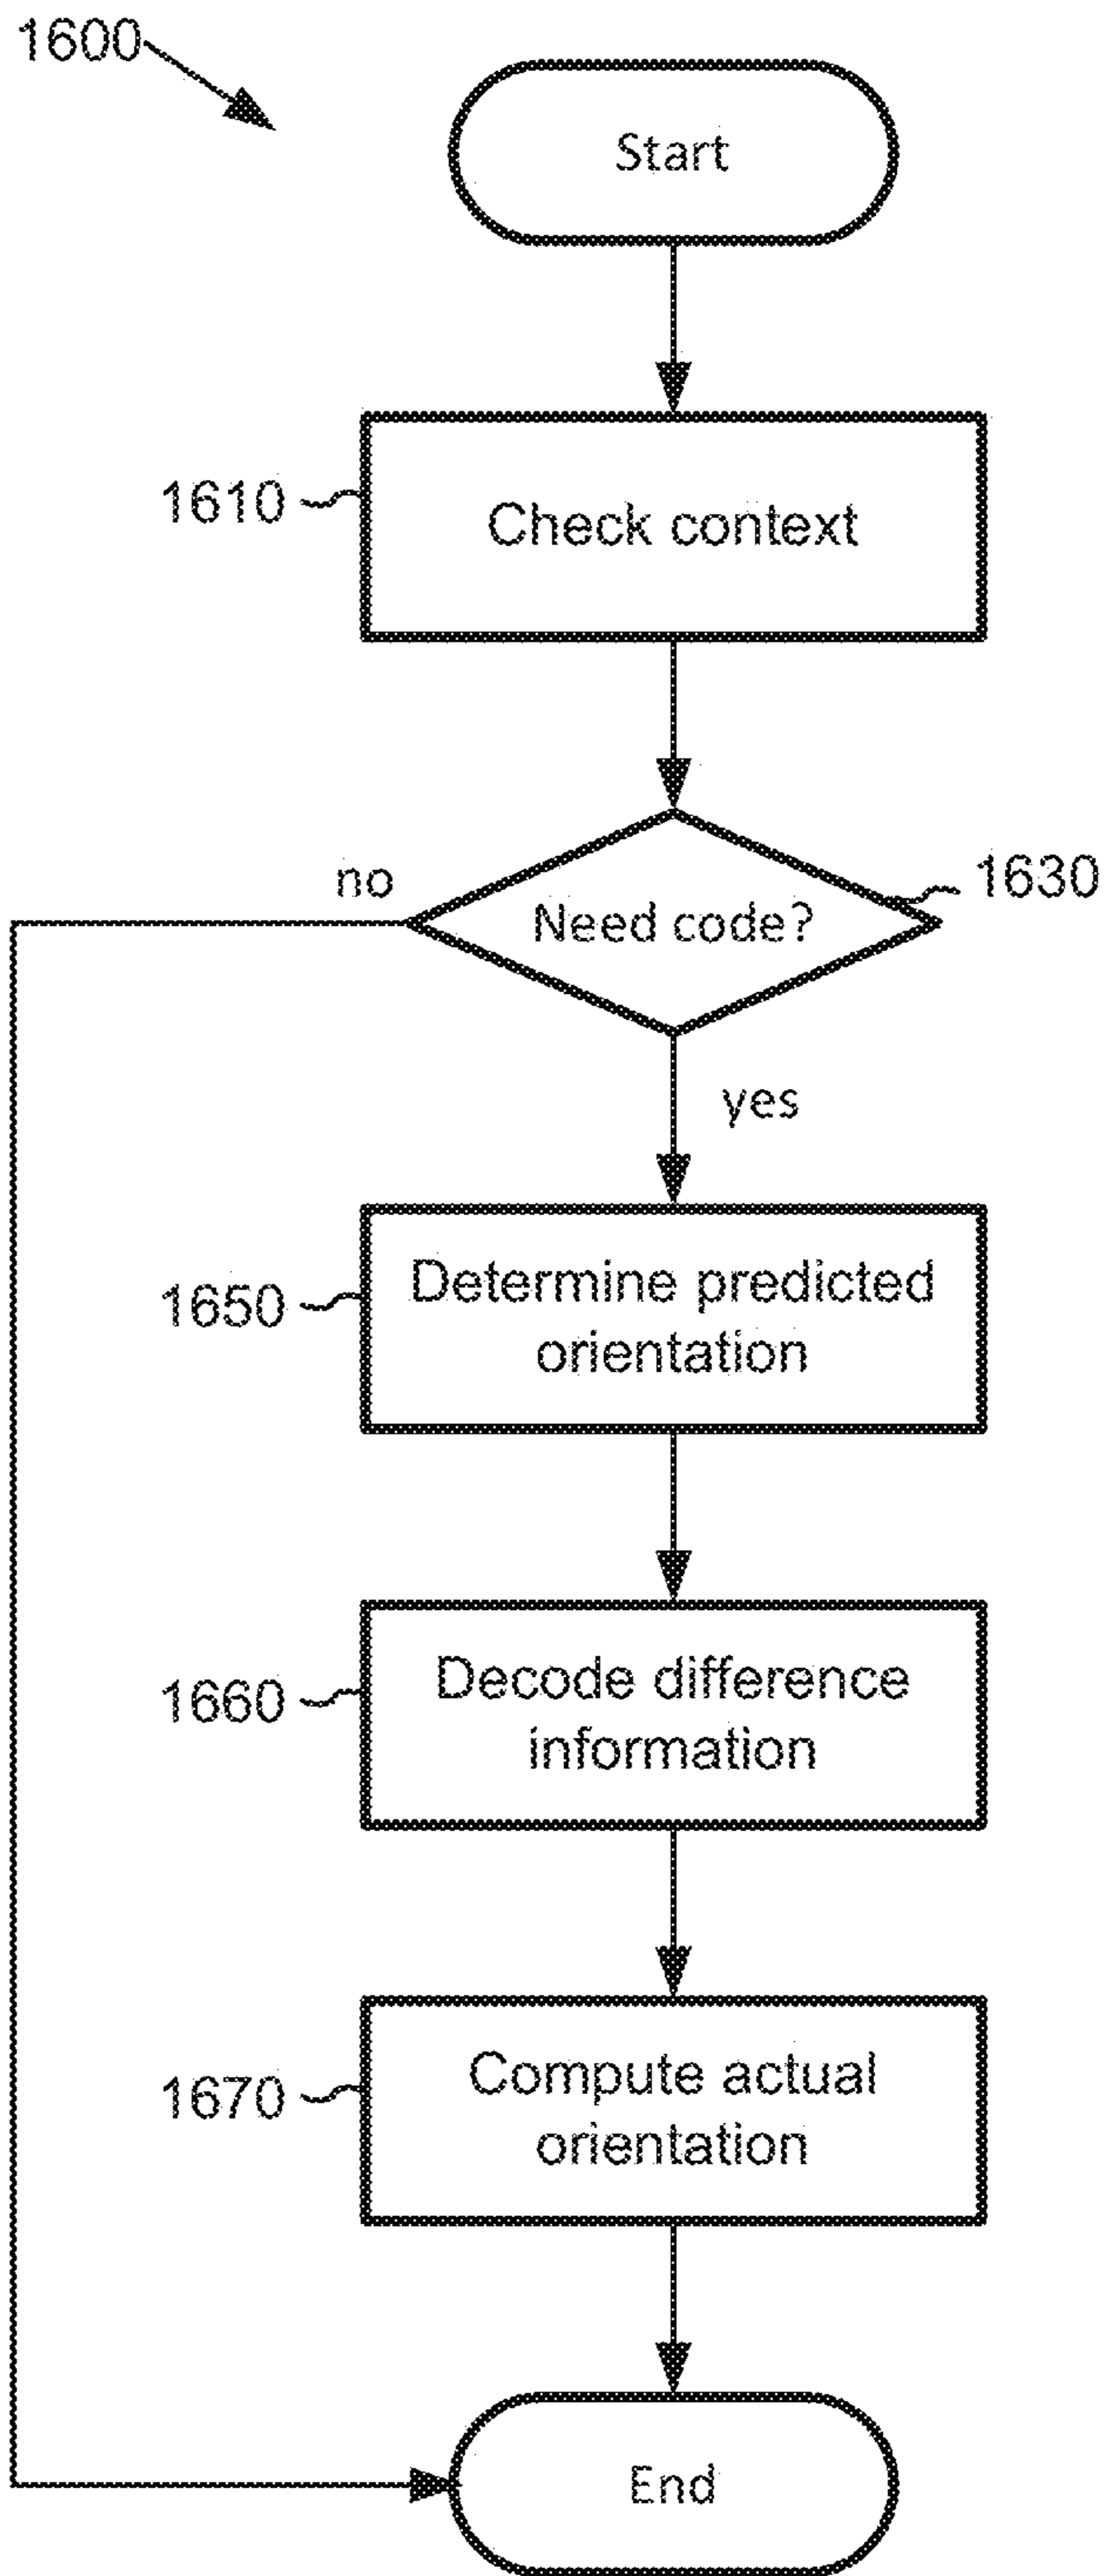 1600
Start
1610
Check context
no
1630
Need code?
yes
1650
Determine predicted
orientation
1660
Decode difference
information
1670
Compute actual
orientation
End